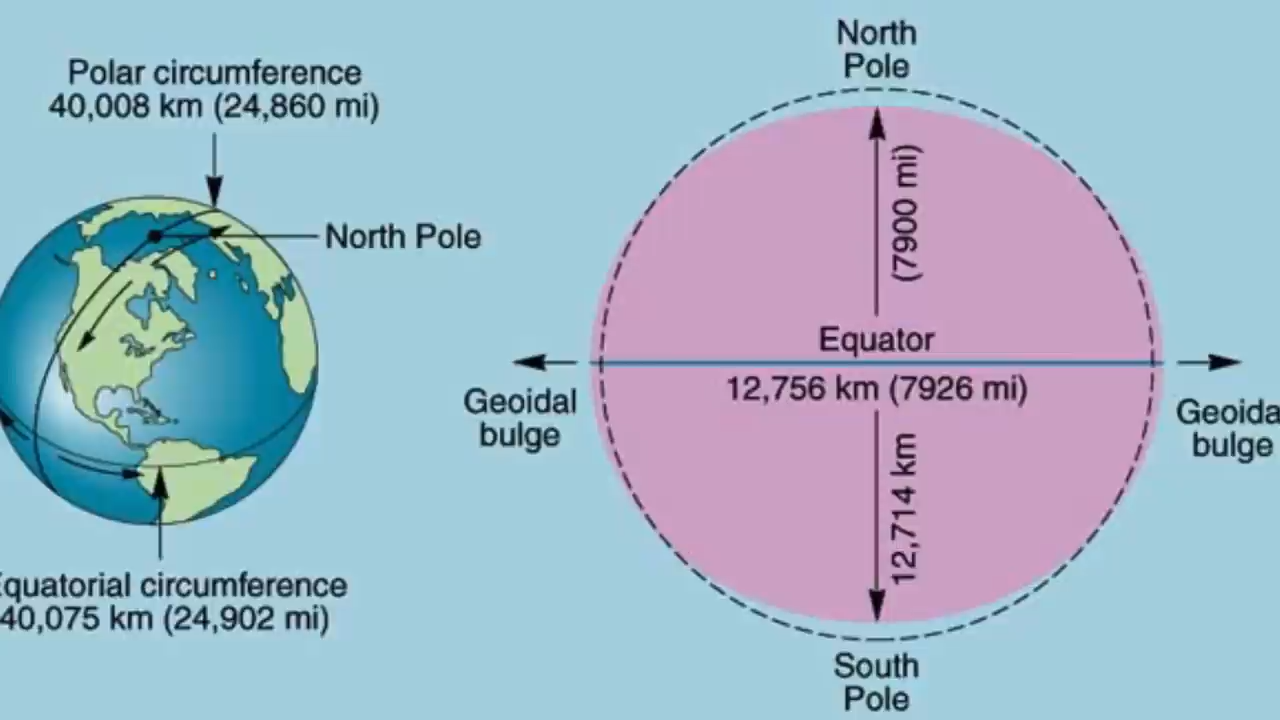 Polar circumference
40,008 km (24,860 mi)
North Pole
quatorial circumference
40,075 km (24,902 mi)
North
Pole
(7900 mi)
Equator
12,756 km (7926 mi)
12,714 km
Geoidal
bulge
Geoida
bulge
South
Pole